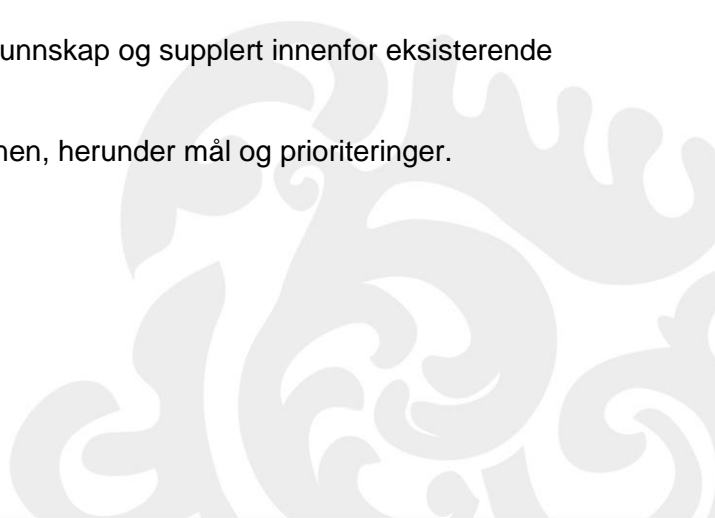 unnskap og supplert innenfor eksisterende
nen, herunder mål og prioriteringer.